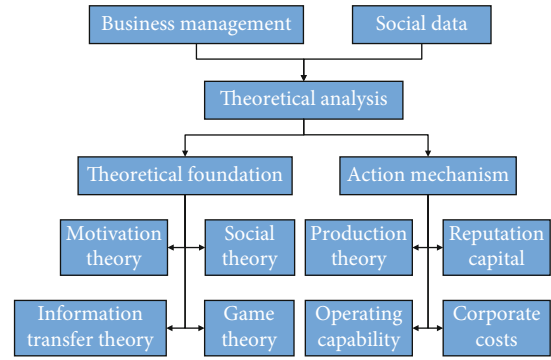 Business management
Social data
Theoretical analysis
Theoretical foundation
Action mechanism
Motivation
theory
Social
theory
Production
theory
Reputation
capital
Information
transfer theory
Game
theory
Operating
capability
Corporate
costs